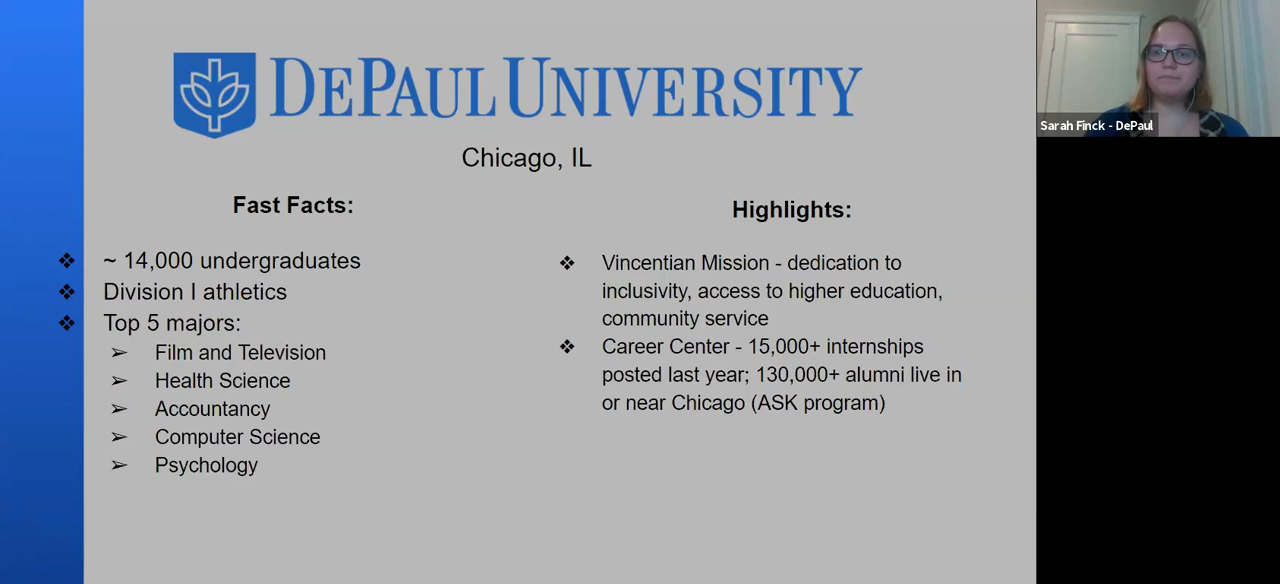 DEPAUL UNIVERSITY
Chicago, IL
Fast Facts:
❖ ~ 14,000 undergraduates
❖ Division I athletics
❖ Top 5 majors:
➢ Film and Television
➢ Health Science
➢ Accountancy
➢ Computer Science
➢ Psychology
Highlights:
❖ Vincentian Mission - dedication to
inclusivity, access to higher education,
community service
❖ Career Center - 15,000+ internships
posted last year; 130,000+ alumni live in
or near Chicago (ASK program)
Sarah Finck - DePaul